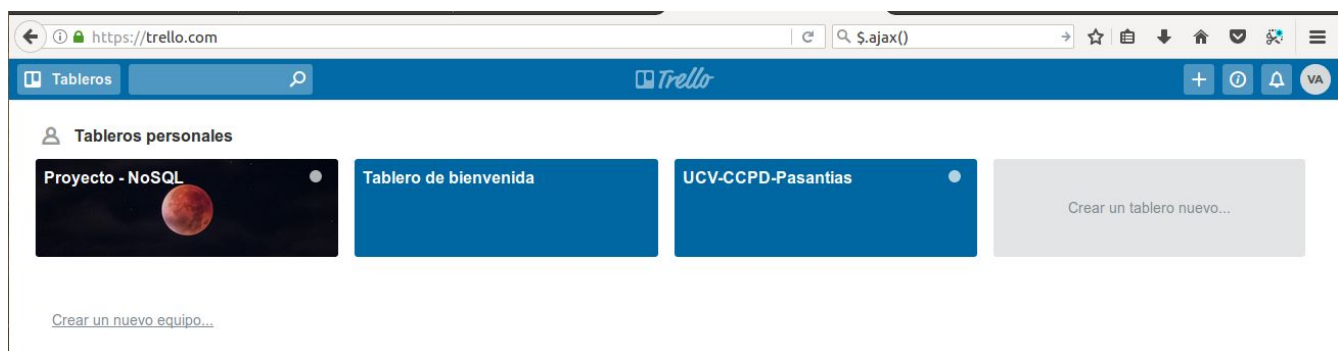 https://trello.com
$.ajax()
Tableros
Trello
VA
Tableros personales
Proyecto - NoSQL
Tablero de bienvenida
UCV-CCPD-Pasantias
Crear un tablero nuevo...
Crear un nuevo equipo...